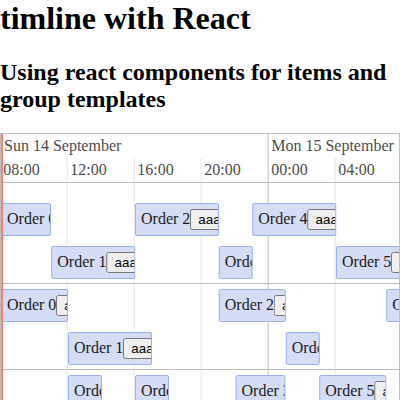 timline with React
Using react components for items and
group templates
Sun 14 September Mon 15 September
08:00 12:00 16:00 20:00 00:00 04:00
Order Order 2 aaa Order 4 aaa
Order 1 aaa Order 5
Order 0 Order 2
Order 1 aaa
Order 5